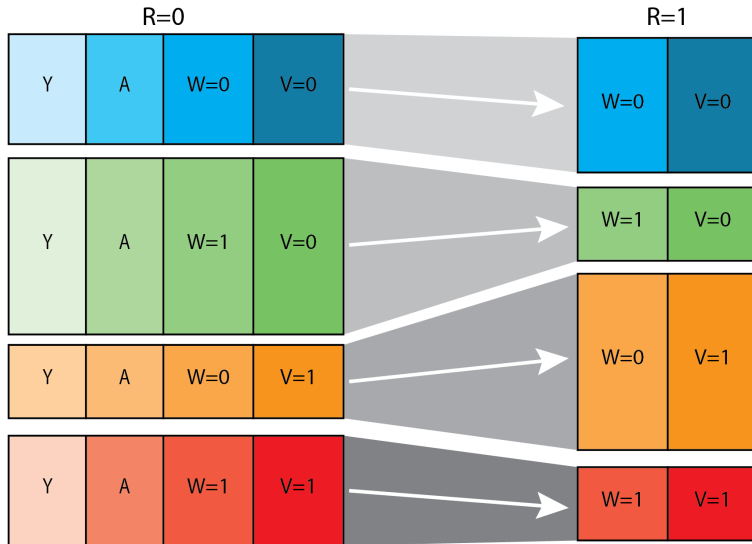 R=0 R=1
Y A W=0 V=0 W=0 V=0
Y A W=1 V=0 W=1 V=0
Y A W=0 V=1 W=0 V=1
Y A W=1 V=1 W=1 V=1